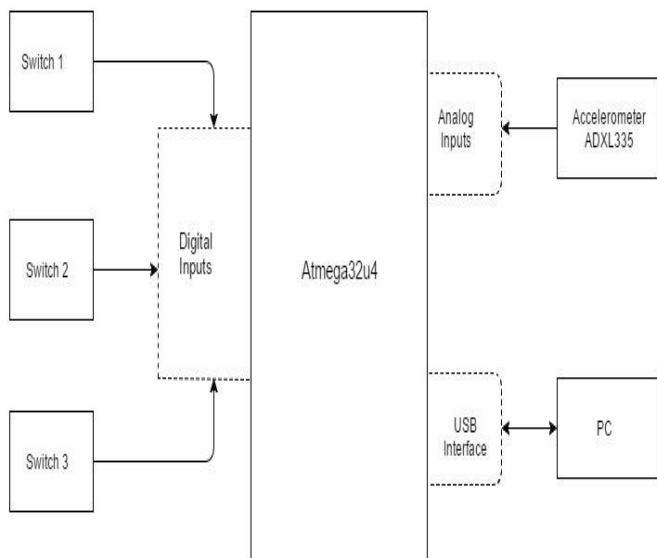 Switch 1
Switch 2
Switch 3
Digital
Inputs
Atmega32u4
Analog
Inputs
Accelerometer
ADXL335
USB
Interface
PC